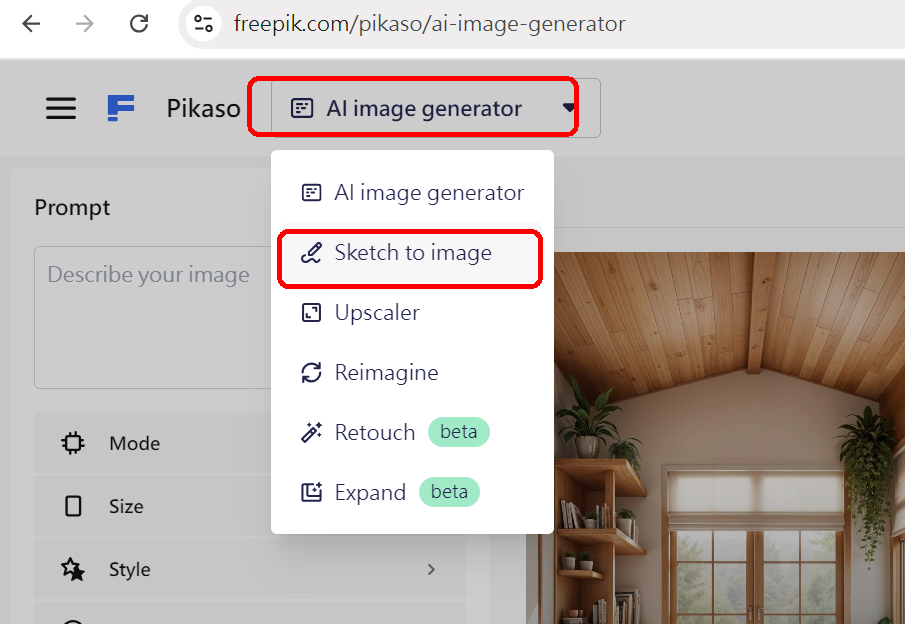 freepik.com/pikaso/ai-image-generator
Pikaso
AI image generator
AI image generator
Sketch to image
Upscaler
Reimagine
Retouch beta
Expand beta
Prompt
Describe your image
Mode
Size
Style